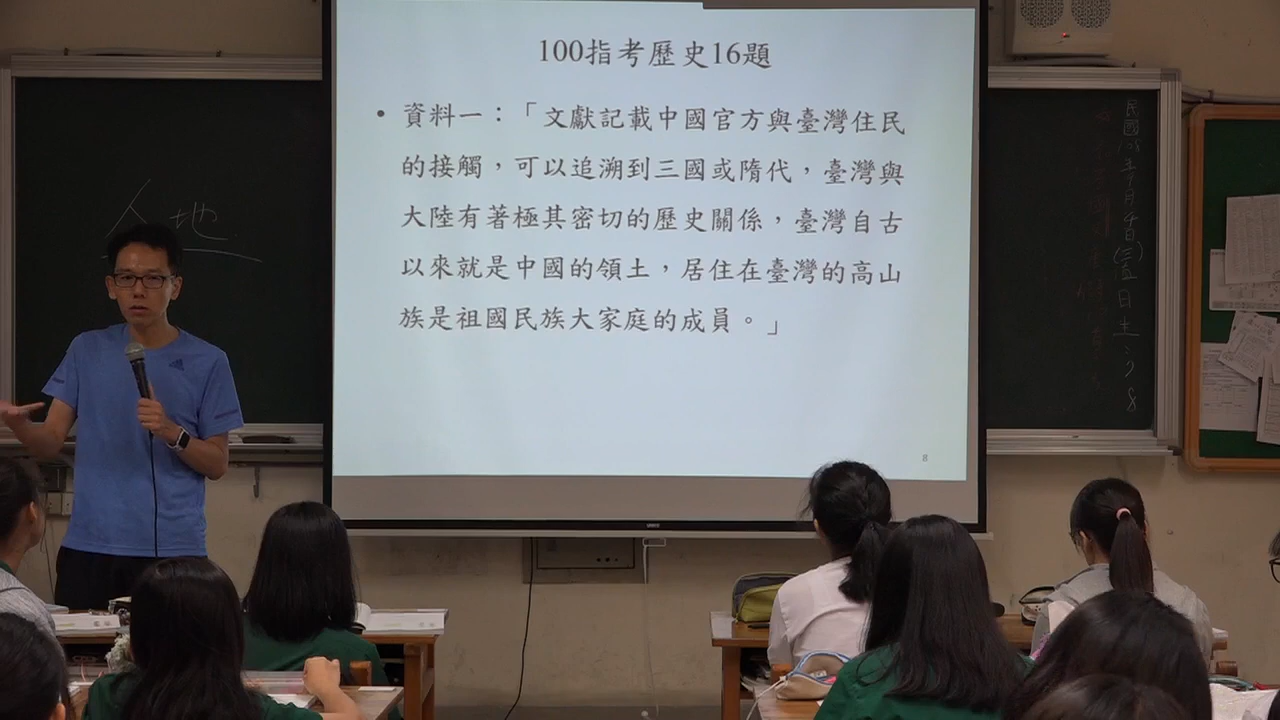 100指考歷史16題
• 資料一：「文獻記載中國官方與臺灣住民
的接觸，可以追溯到三國或隋代，臺灣與
大陸有著極其密切的歷史關係，臺灣自古
以來就是中國的領土，居住在臺灣的高山
族是祖國民族大家庭的成員。」
8
人地
adidas